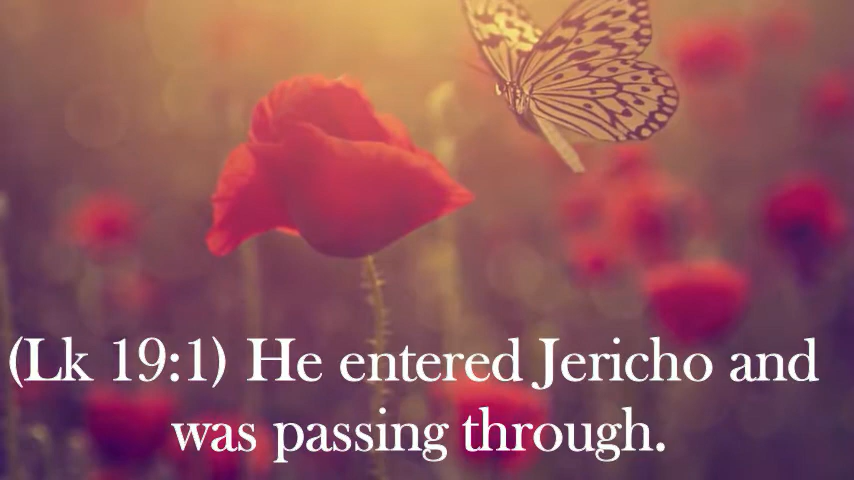 (Lk 19:1) He entered Jericho and
was passing through.